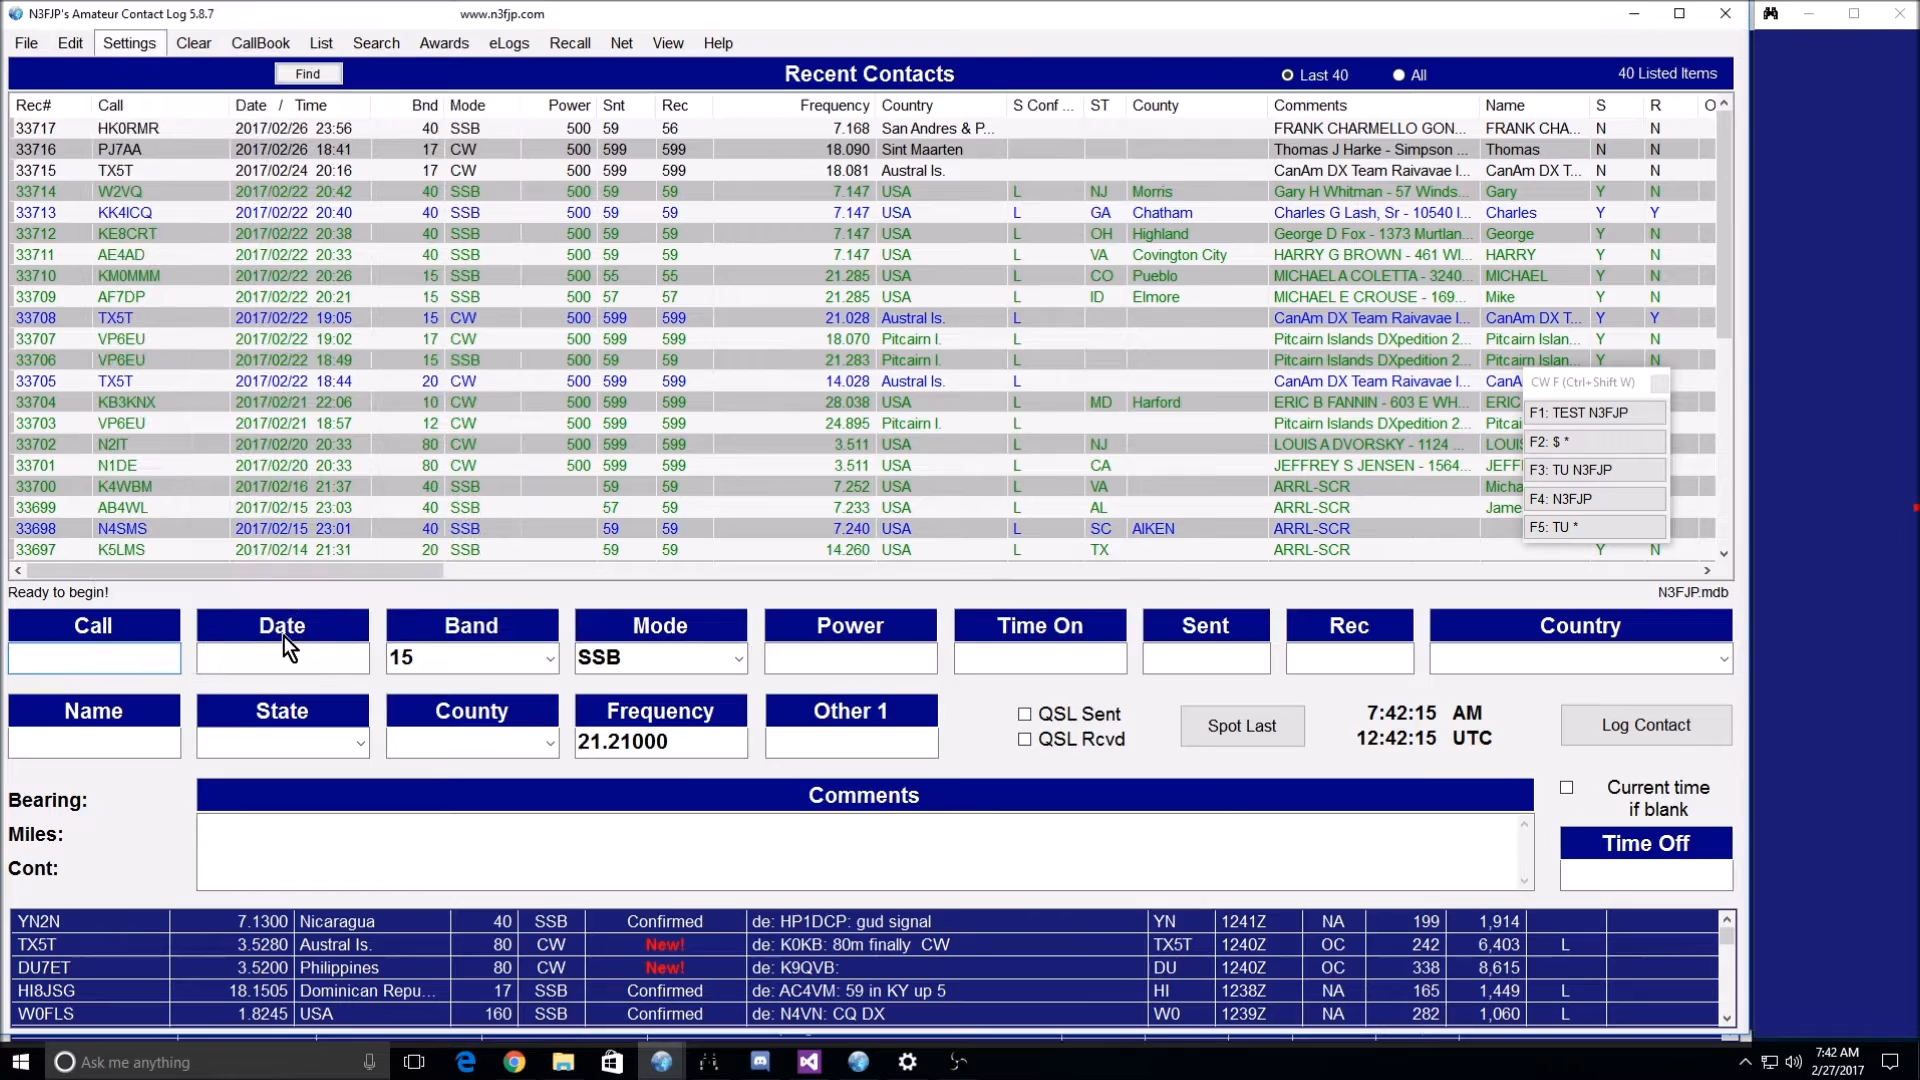 N3FJP's Amateur Contact Log 5.8.7 www.n3fjp.com
File Edit Settings Clear CallBook List Search Awards eLogs Recall Net View Help
Find Recent Contacts Last 40 All 40 Listed Items
Rec# Call Date / Time Bnd Mode Power Snt Rec Frequency Country S Conf ... ST County Comments Name S R O
33717 HK0RMR 2017/02/26 23:56 40 SSB 500 59 56 7.168 San Andres & P... FRANK CHARMELLO GON... FRANK CHA... N N
33716 PJ7AA 2017/02/26 18:41 17 CW 500 599 599 18.090 Sint Maarten Thomas J Harke - Simpson ... Thomas N N
33715 TX5T 2017/02/24 20:16 17 CW 500 599 599 18.081 Austral Is. CanAm DX Team Raivavae I... CanAm DX T... N N
33714 W2VQ 2017/02/22 20:42 40 SSB 500 59 59 7.147 USA L NJ Morris Gary H Whitman - 57 Winds... Gary Y N
33713 KK4ICQ 2017/02/22 20:40 40 SSB 500 59 59 7.147 USA L GA Chatham Charles G Lash, Sr - 10540 I... Charles Y Y
33712 KE8CRT 2017/02/22 20:38 40 SSB 500 59 59 7.147 USA L OH Highland George D Fox - 1373 Murtlan... George Y N
33711 AE4AD 2017/02/22 20:33 40 SSB 500 59 59 7.147 USA L VA Covington City HARRY G BROWN - 461 WI... HARRY Y N
33710 KM0MMM 2017/02/22 20:26 15 SSB 500 55 55 21.285 USA L CO Pueblo MICHAEL A COLETTA - 3240... MICHAEL Y N
33709 AF7DP 2017/02/22 20:21 15 SSB 500 57 57 21.285 USA L ID Elmore MICHAEL E CROUSE - 169... Mike Y N
33708 TX5T 2017/02/22 19:05 15 CW 500 599 599 21.028 Austral Is. L CanAm DX Team Raivavae I... CanAm DX T... Y Y
33707 VP6EU 2017/02/22 19:02 17 CW 500 599 599 18.070 Pitcairn I. L Pitcairn Islands DXpedition 2... Pitcairn Islan... Y N
33706 VP6EU 2017/02/22 18:49 15 SSB 500 59 59 21.283 Pitcairn I. L Pitcairn Islands DXpedition 2... Pitcairn Islan... Y N
33705 TX5T 2017/02/22 18:44 20 CW 500 599 599 14.028 Austral Is. L CanAm DX Team Raivavae I... CanA
33704 KB3KNX 2017/02/21 22:06 10 CW 500 599 599 28.038 USA L MD Harford ERIC B FANNIN - 603 E WH... ERIC
33703 VP6EU 2017/02/21 18:57 12 CW 500 599 599 24.895 Pitcairn I. L Pitcairn Islands DXpedition 2... Pitcai
33702 N2IT 2017/02/20 20:33 80 CW 500 599 599 3.511 USA L NJ LOUIS A DVORSKY - 1124 ... LOUIS
33701 N1DE 2017/02/20 20:33 80 CW 500 599 599 3.511 USA L CA JEFFREY S JENSEN - 1564... JEFF
33700 K4WBM 2017/02/16 21:37 40 SSB 59 59 7.252 USA L VA ARRL-SCR Micha
33699 AB4WL 2017/02/15 23:03 40 SSB 57 59 7.233 USA L AL ARRL-SCR Jame
33698 N4SMS 2017/02/15 23:01 40 SSB 59 59 7.240 USA L SC AIKEN ARRL-SCR
33697 K5LMS 2017/02/14 21:31 20 SSB 59 59 14.260 USA L TX ARRL-SCR Y N
CW F (Ctrl+Shift W)
F1: TEST N3FJP
F2: $ *
F3: TU N3FJP
F4: N3FJP
F5: TU *
Ready to begin! N3FJP.mdb
Call Date Band Mode Power Time On Sent Rec Country
15 SSB
Name State County Frequency Other 1
21.21000
QSL Sent
QSL Rcvd
Spot Last
7:42:15 AM
12:42:15 UTC
Log Contact
Bearing:
Miles:
Cont:
Comments
Current time
if blank
Time Off
YN2N 7.1300 Nicaragua 40 SSB Confirmed de: HP1DCP: gud signal YN 1241Z NA 199 1,914
TX5T 3.5280 Austral Is. 80 CW New! de: K0KB: 80m finally CW TX5T 1240Z OC 242 6,403 L
DU7ET 3.5200 Philippines 80 CW New! de: K9QVB: DU 1240Z OC 338 8,615
HI8JSG 18.1505 Dominican Repu... 17 SSB Confirmed de: AC4VM: 59 in KY up 5 HI 1238Z NA 165 1,449 L
W0FLS 1.8245 USA 160 SSB Confirmed de: N4VN: CQ DX W0 1239Z NA 282 1,060 L
Ask me anything
7:42 AM
2/27/2017